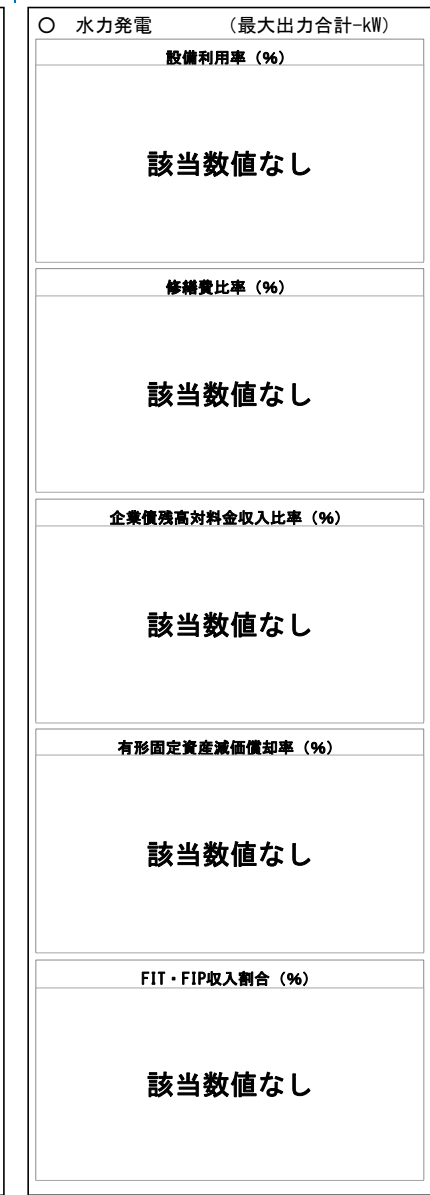 ○ 水力発電 （最大出力合計-kW）
設備利用率（%）
該当数値なし
修繕費比率（%）
該当数値なし
企業債残高対料金収入比率（%）
該当数値なし
有形固定資産減価償却率（%）
該当数値なし
FIT・FIP収入割合（%）
該当数値なし